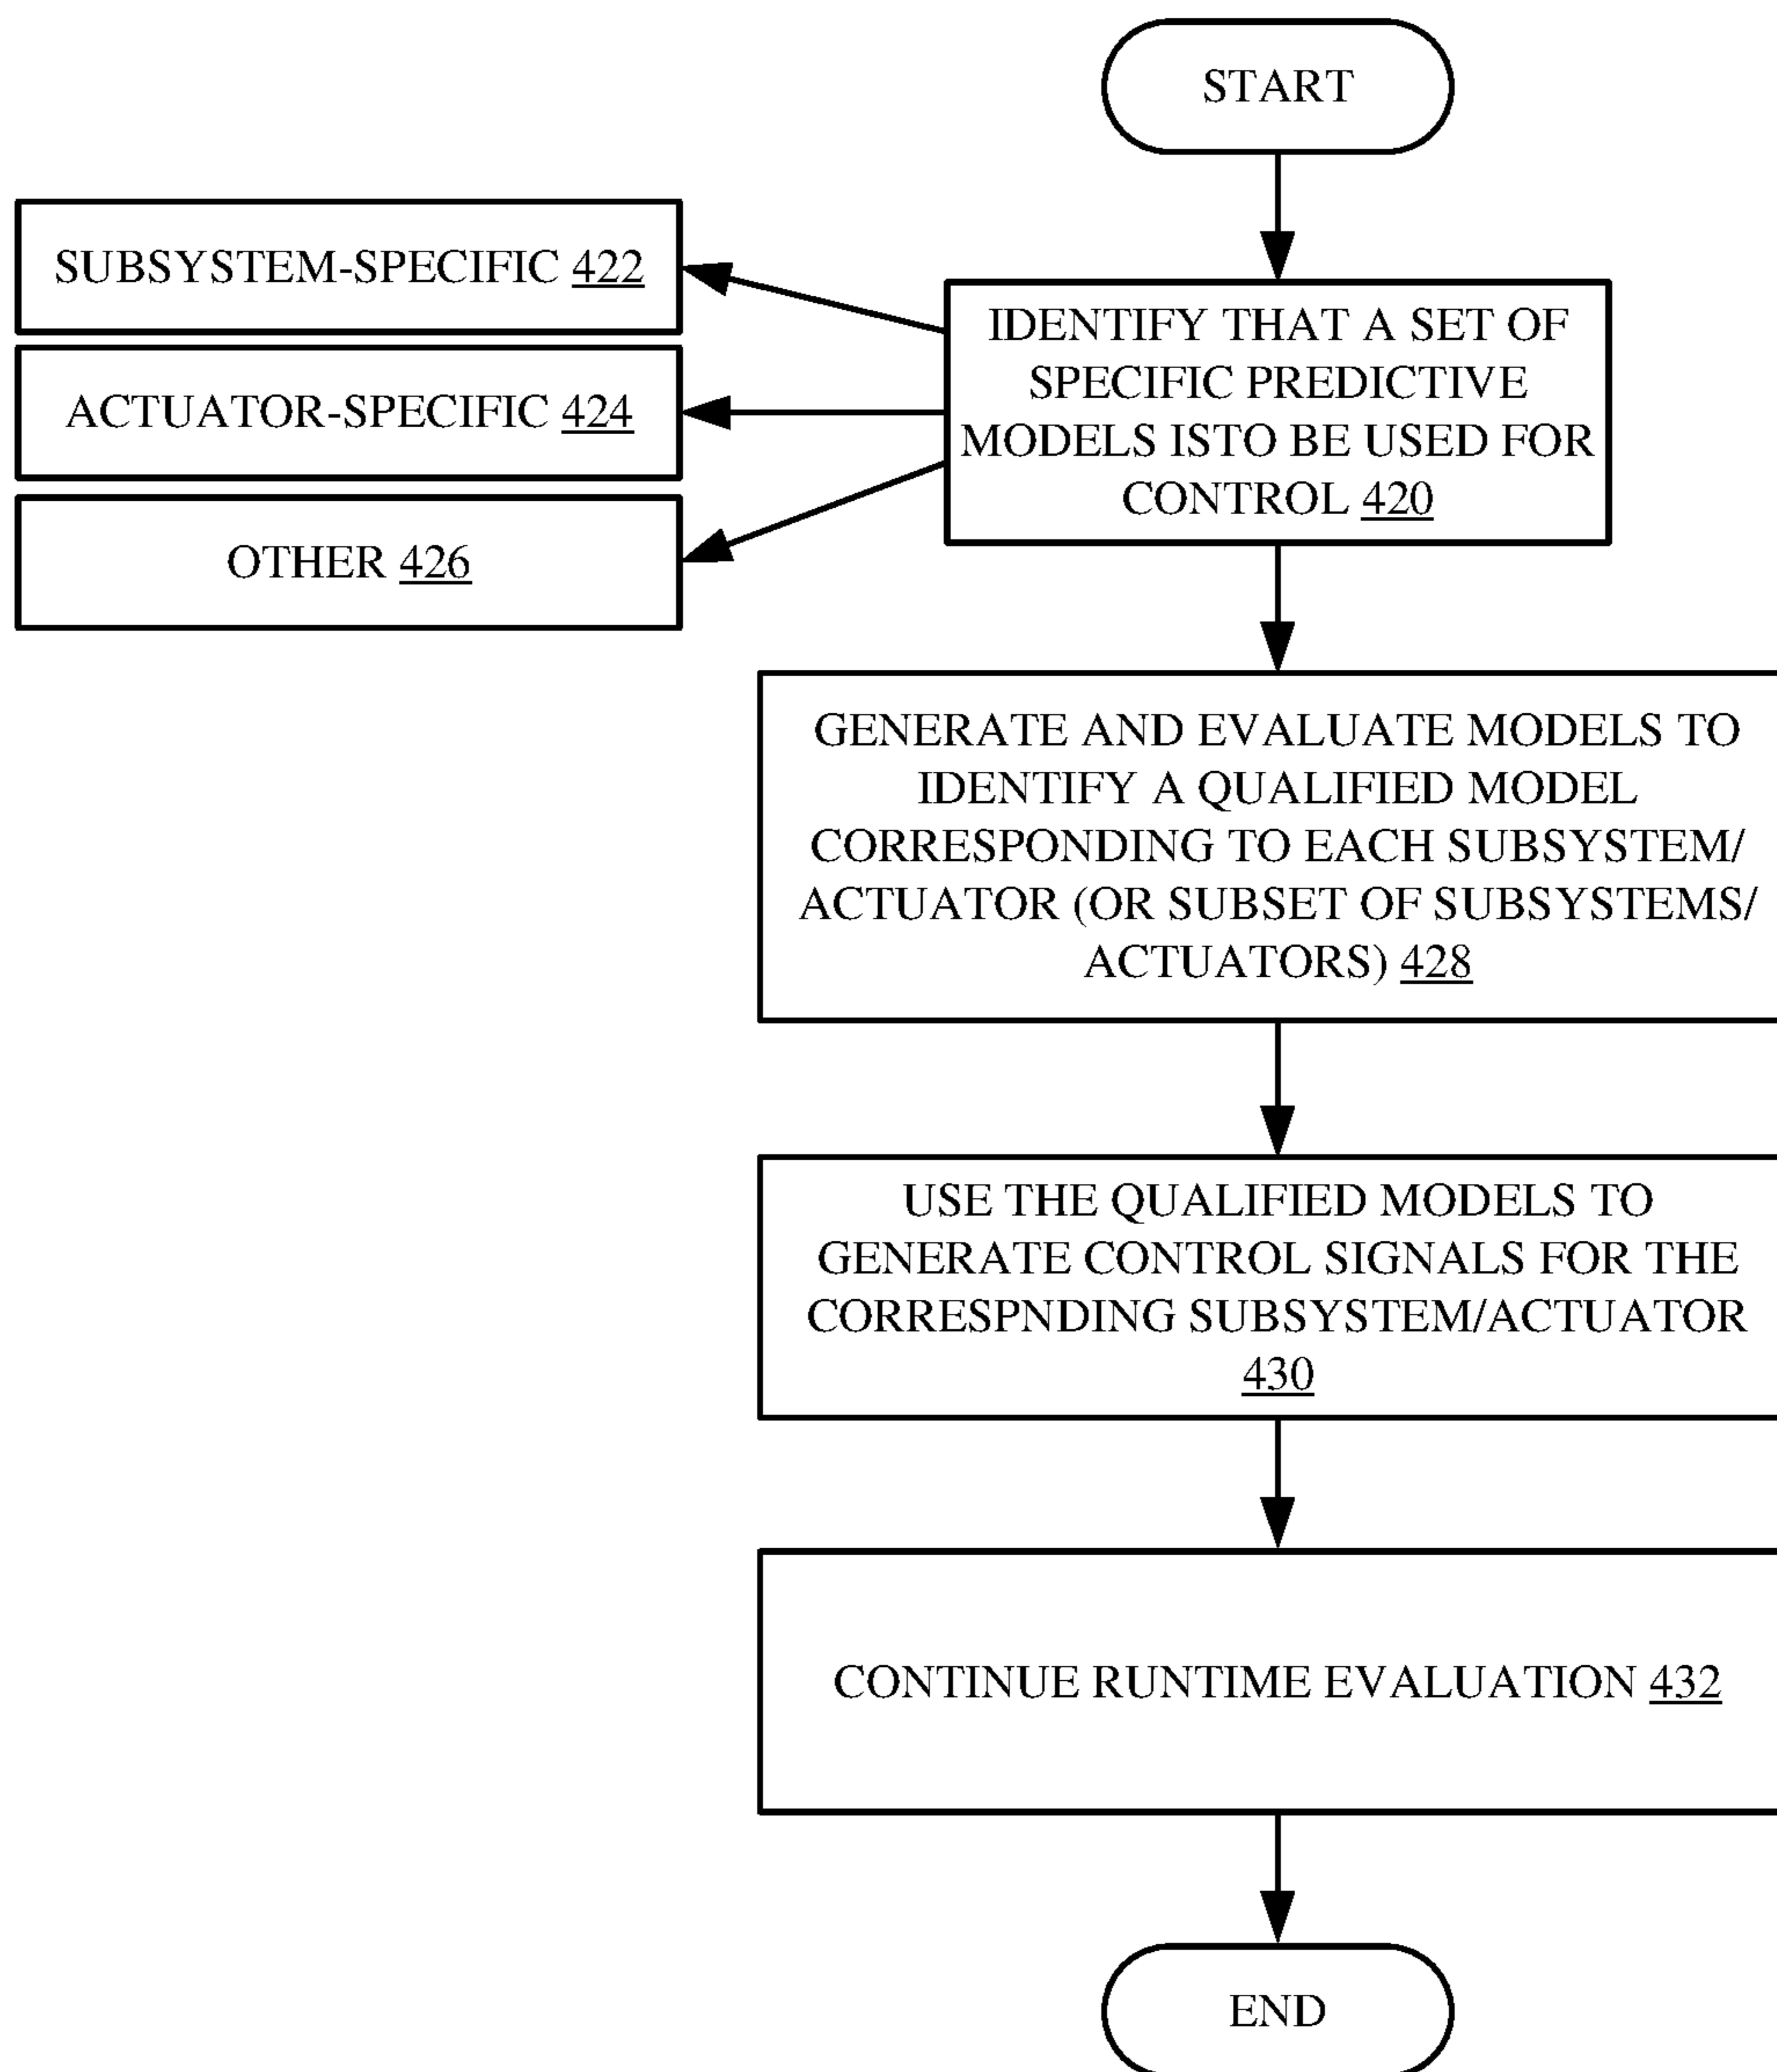 START
SUBSYSTEM-SPECIFIC 422
ACTUATOR-SPECIFIC 424
OTHER 426
IDENTIFY THAT A SET OF
SPECIFIC PREDICTIVE
MODELS ISTO BE USED FOR
CONTROL 420
GENERATE AND EVALUATE MODELS TO
IDENTIFY A QUALIFIED MODEL
CORRESPONDING TO EACH SUBSYSTEM/
ACTUATOR (OR SUBSET OF SUBSYSTEMS/
ACTUATORS) 428
USE THE QUALIFIED MODELS TO
GENERATE CONTROL SIGNALS FOR THE
CORRESPNDING SUBSYSTEM/ACTUATOR
430
CONTINUE RUNTIME EVALUATION 432
END